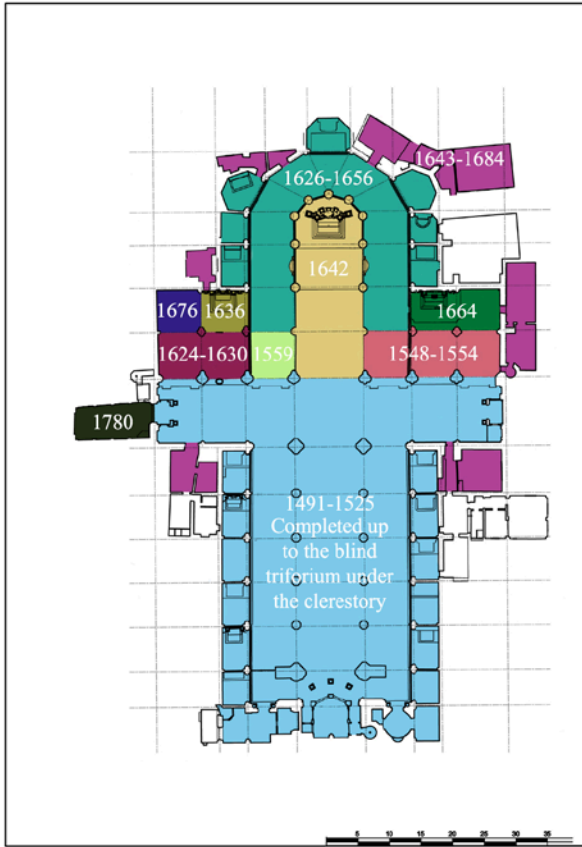 1643-1684
1626-1656
1642
1676
1636
1664
1624-1630
1559
1548-1554
1780
1491-1525
Completed up
to the blind
triforium under
the clerestory
5 10 15 20 25 30 35